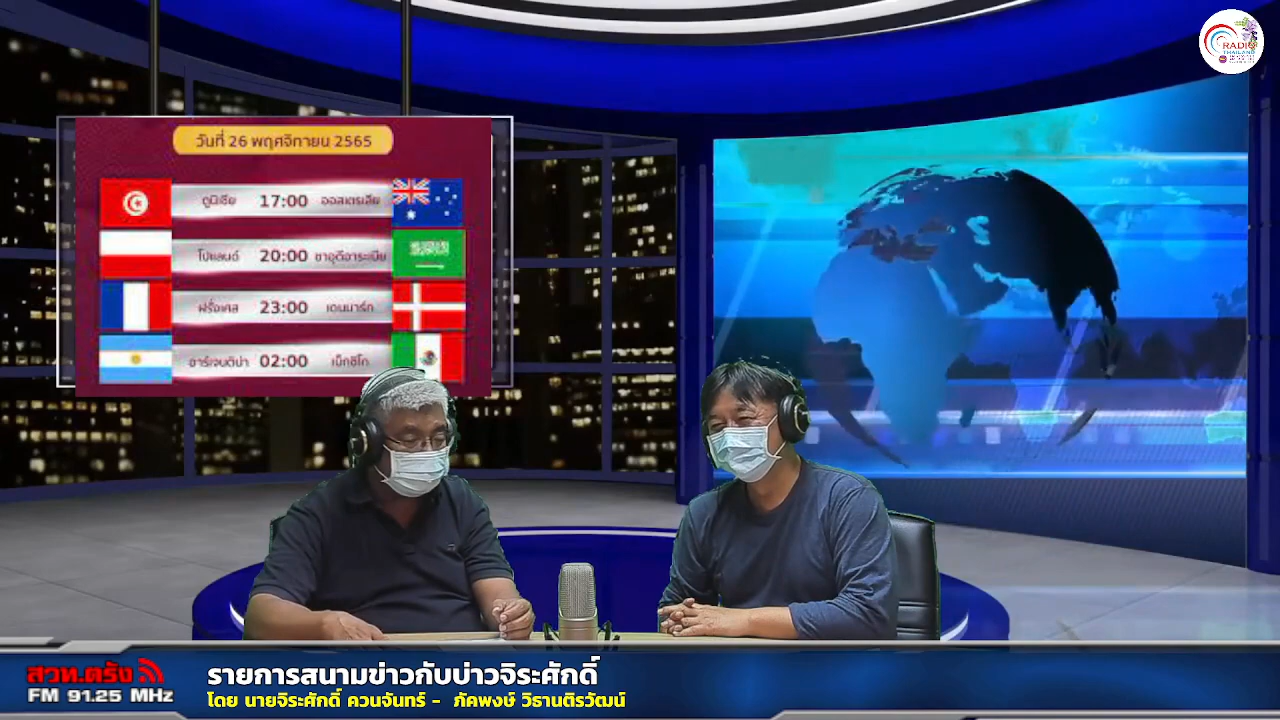 RADIO
THAILAND
วันที่ 26 พฤศจิกายน 2565
ตูนิเซีย 17:00 ออสเตรเลีย
โปแลนด์ 20:00 ซาอุดีอาระเบีย
ฝรั่งเศส 23:00 เดนมาร์ก
อาร์เจนตินา 02:00 เม็กซิโก
สวท.ตรัง
FM 91.25 MHz
รายการสนามข่าวกับบ่าวจิระศักดิ์
โดย นายจิระศักดิ์ ควนจันทร์ - ภัคพงษ์ วิธานติรวัฒน์